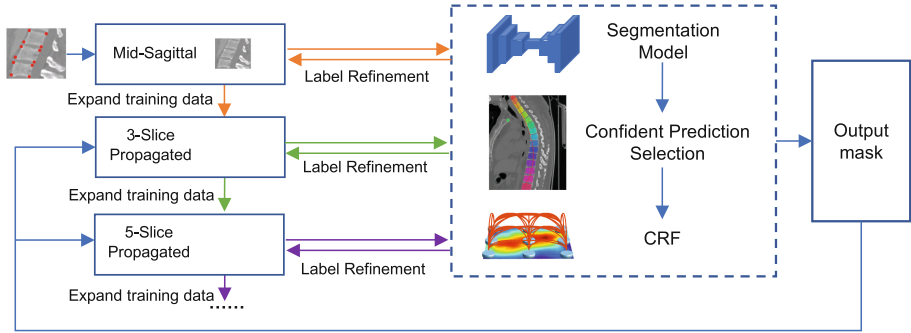 Mid-Sagittal
Label Refinement
Expand training data
3-Slice
Propagated
Label Refinement
Expand training data
5-Slice
Propagated
Label Refinement
Expand training data
......
Segmentation
Model
Confident Prediction
Selection
CRF
Output
mask